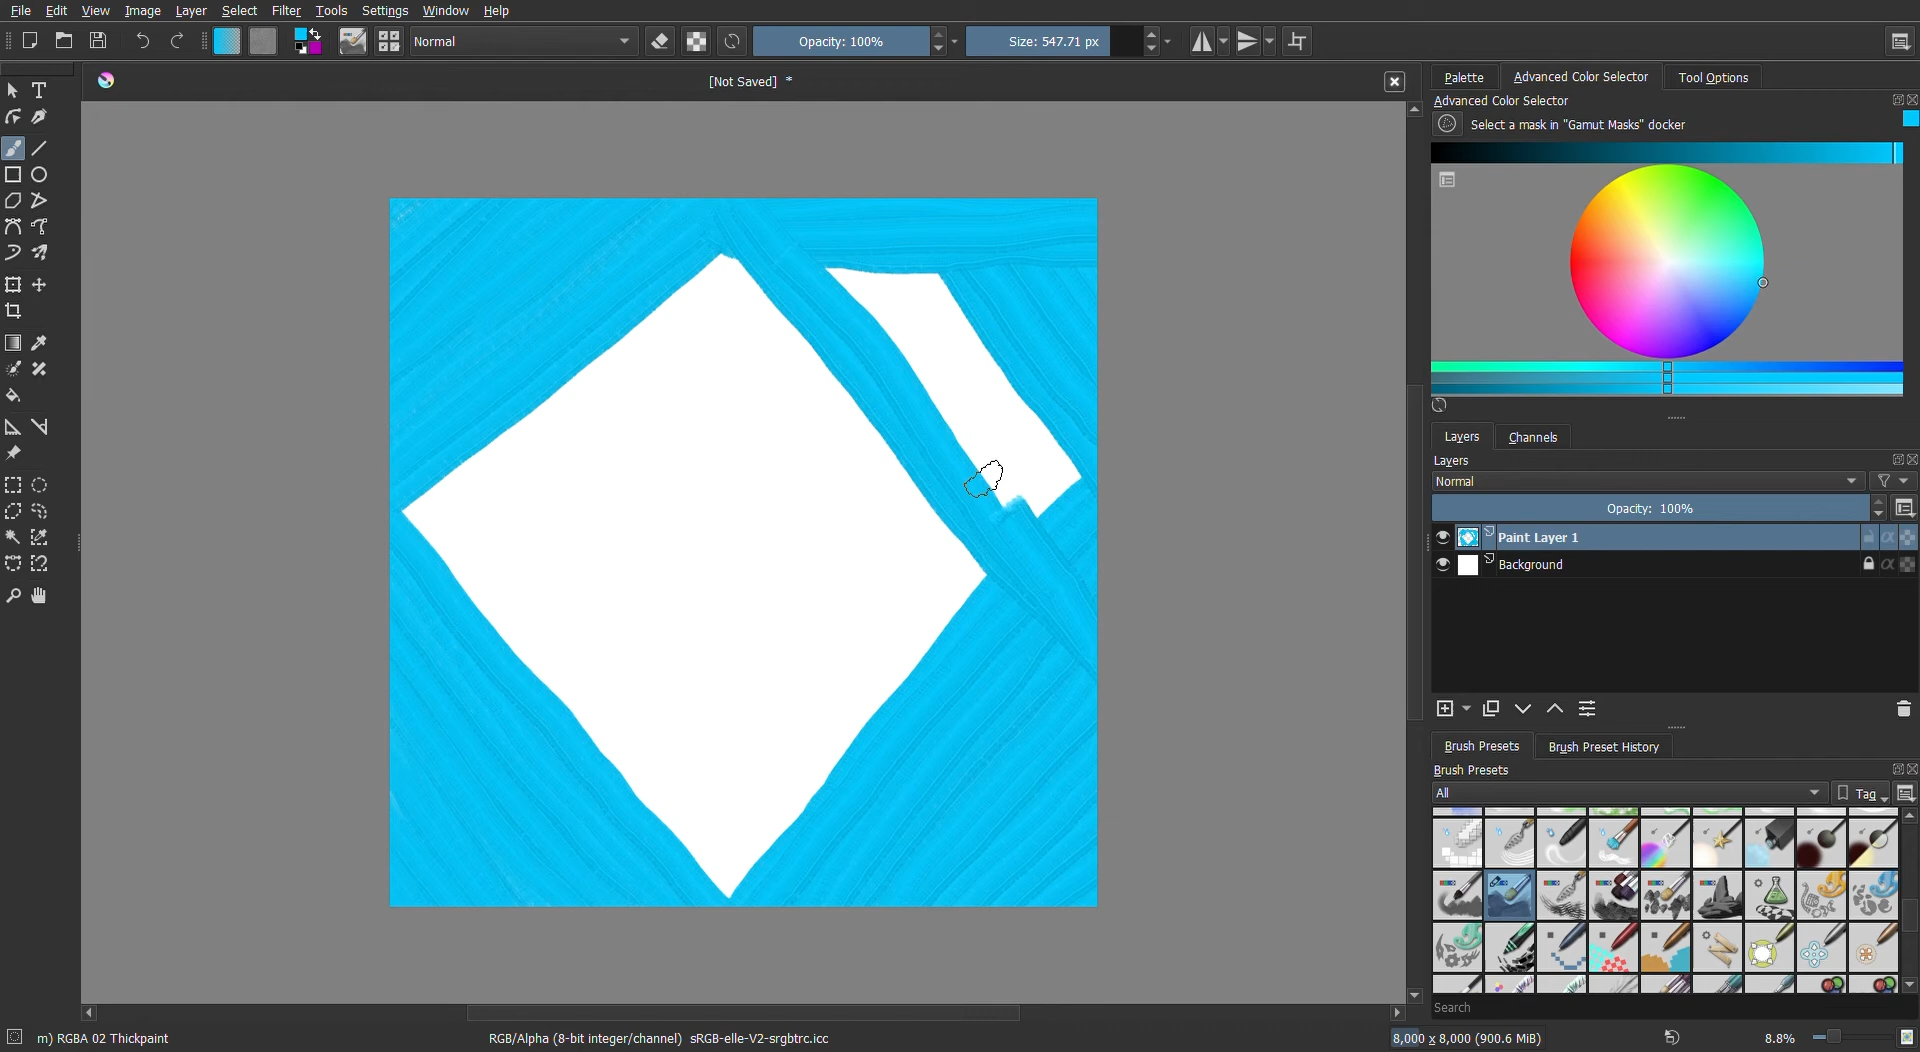 File Edit View Image Layer Select Filter Tools Settings Window Help
Normal Opacity: 100% Size: 547.71 px
[Not Saved] *
Palette Advanced Color Selector Tool Options
Advanced Color Selector
Select a mask in "Gamut Masks" docker
Layers Channels
Layers
Normal
Opacity: 100%
Paint Layer 1
Background
Brush Presets Brush Preset History
Brush Presets
All Tag
Search
m) RGBA 02 Thickpaint RGB/Alpha (8-bit integer/channel) sRGB-elle-V2-srgbtrc.icc 8,000 x 8,000 (900.6 MiB) 8.8%